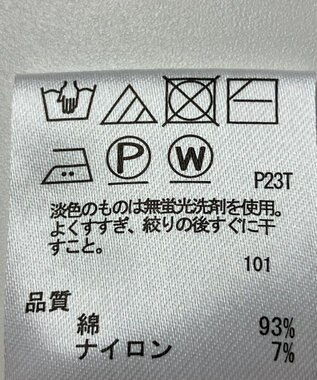 P W P23T
淡色のものは無蛍光洗剤を使用。
よくすすぎ、絞りの後すぐに干
すこと。
101
品質
綿 93%
ナイロン 7%